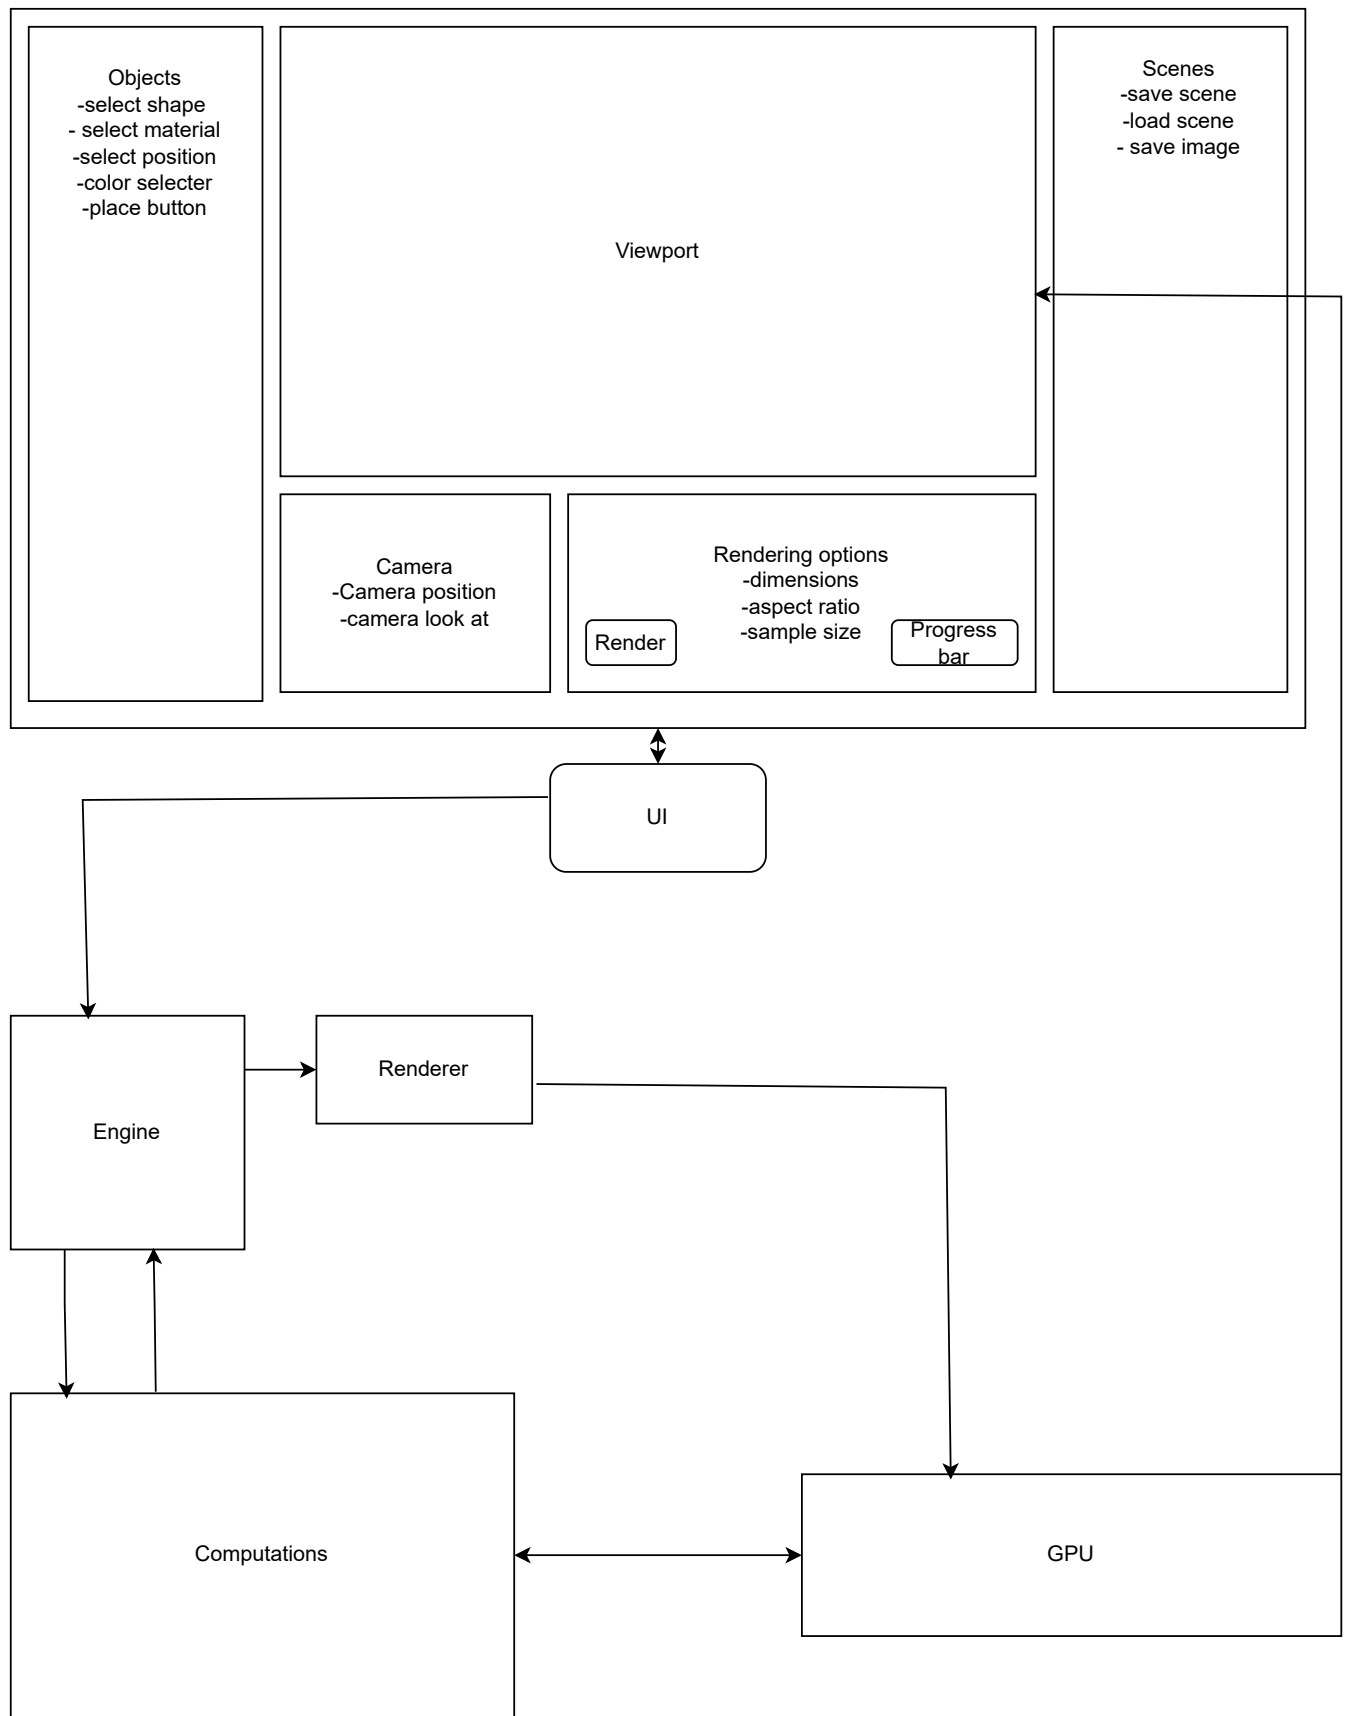 Objects
-select shape
- select material
-select position
-color selecter
-place button
Viewport
Scenes
-save scene
-load scene
- save image
Camera
-Camera position
-camera look at
Rendering options
-dimensions
-aspect ratio
-sample size
Render
Progress
bar
UI
Engine
Renderer
Computations
GPU